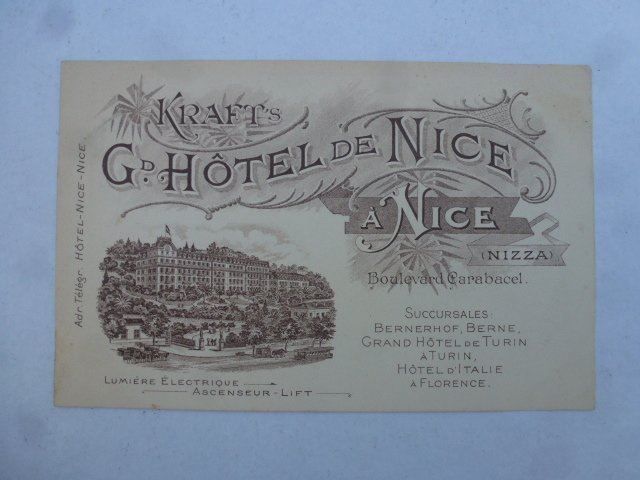 KRAFT'S
GD. HÔTEL DE NICE
À NICE
(NIZZA)
Boulevard Carabacel.
SUCCURSALES:
BERNERHOF, BERNE,
GRAND HÔTEL DE TURIN
À TURIN,
HÔTEL D'ITALIE
À FLORENCE.
LUMIÈRE ÉLECTRIQUE
ASCENSEUR-LIFT
Adr. Télégr. HÔTEL-NICE-NICE.